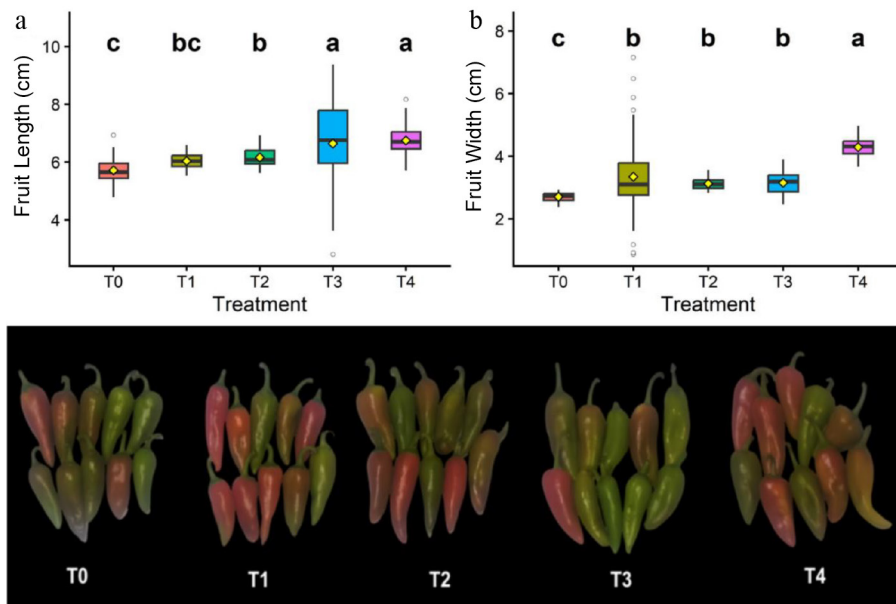 a
Fruit Length (cm)
10
8
6
4
c bc b a a
T0 T1 T2 T3 T4
Treatment
b
Fruit Width (cm)
8
6
4
2
c b b b a
T0 T1 T2 T3 T4
Treatment
T0 T1 T2 T3 T4